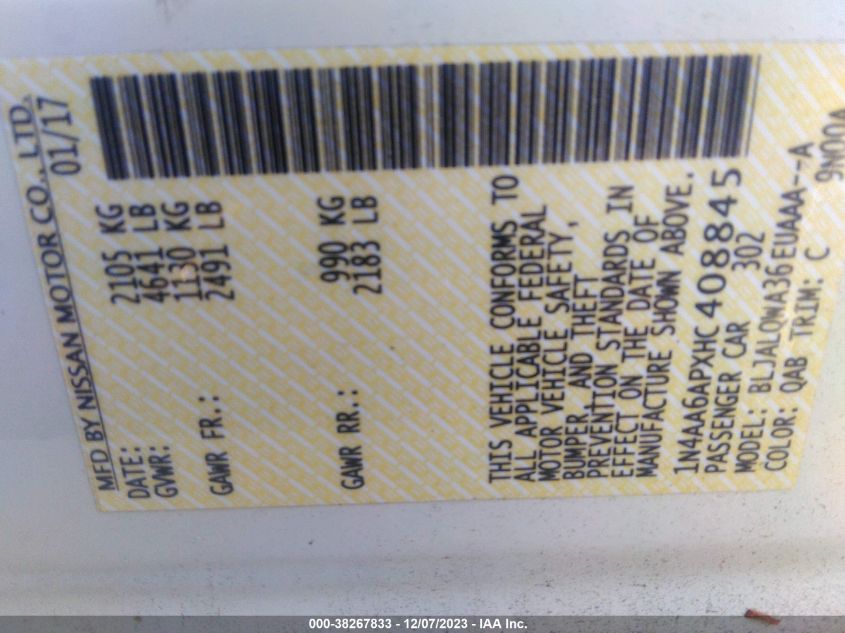 MFD BY NISSAN MOTOR CO., LTD.
DATE: 01/17
GVWR: 2105 KG
4641 LB
GAWR FR.: 1130 KG
2491 LB
GAWR RR.: 990 KG
2183 LB
THIS VEHICLE CONFORMS TO
ALL APPLICABLE FEDERAL
MOTOR VEHICLE SAFETY,
BUMPER, AND THEFT
PREVENTION STANDARDS IN
EFFECT ON THE DATE OF
MANUFACTURE SHOWN ABOVE.
1N4AA6APXHC408845
PASSENGER CAR 302
MODEL: BLJALQWA36EUAAA--A
COLOR: QAB TRIM: C 9N00A
000-38267833 - 12/07/2023 - IAA Inc.